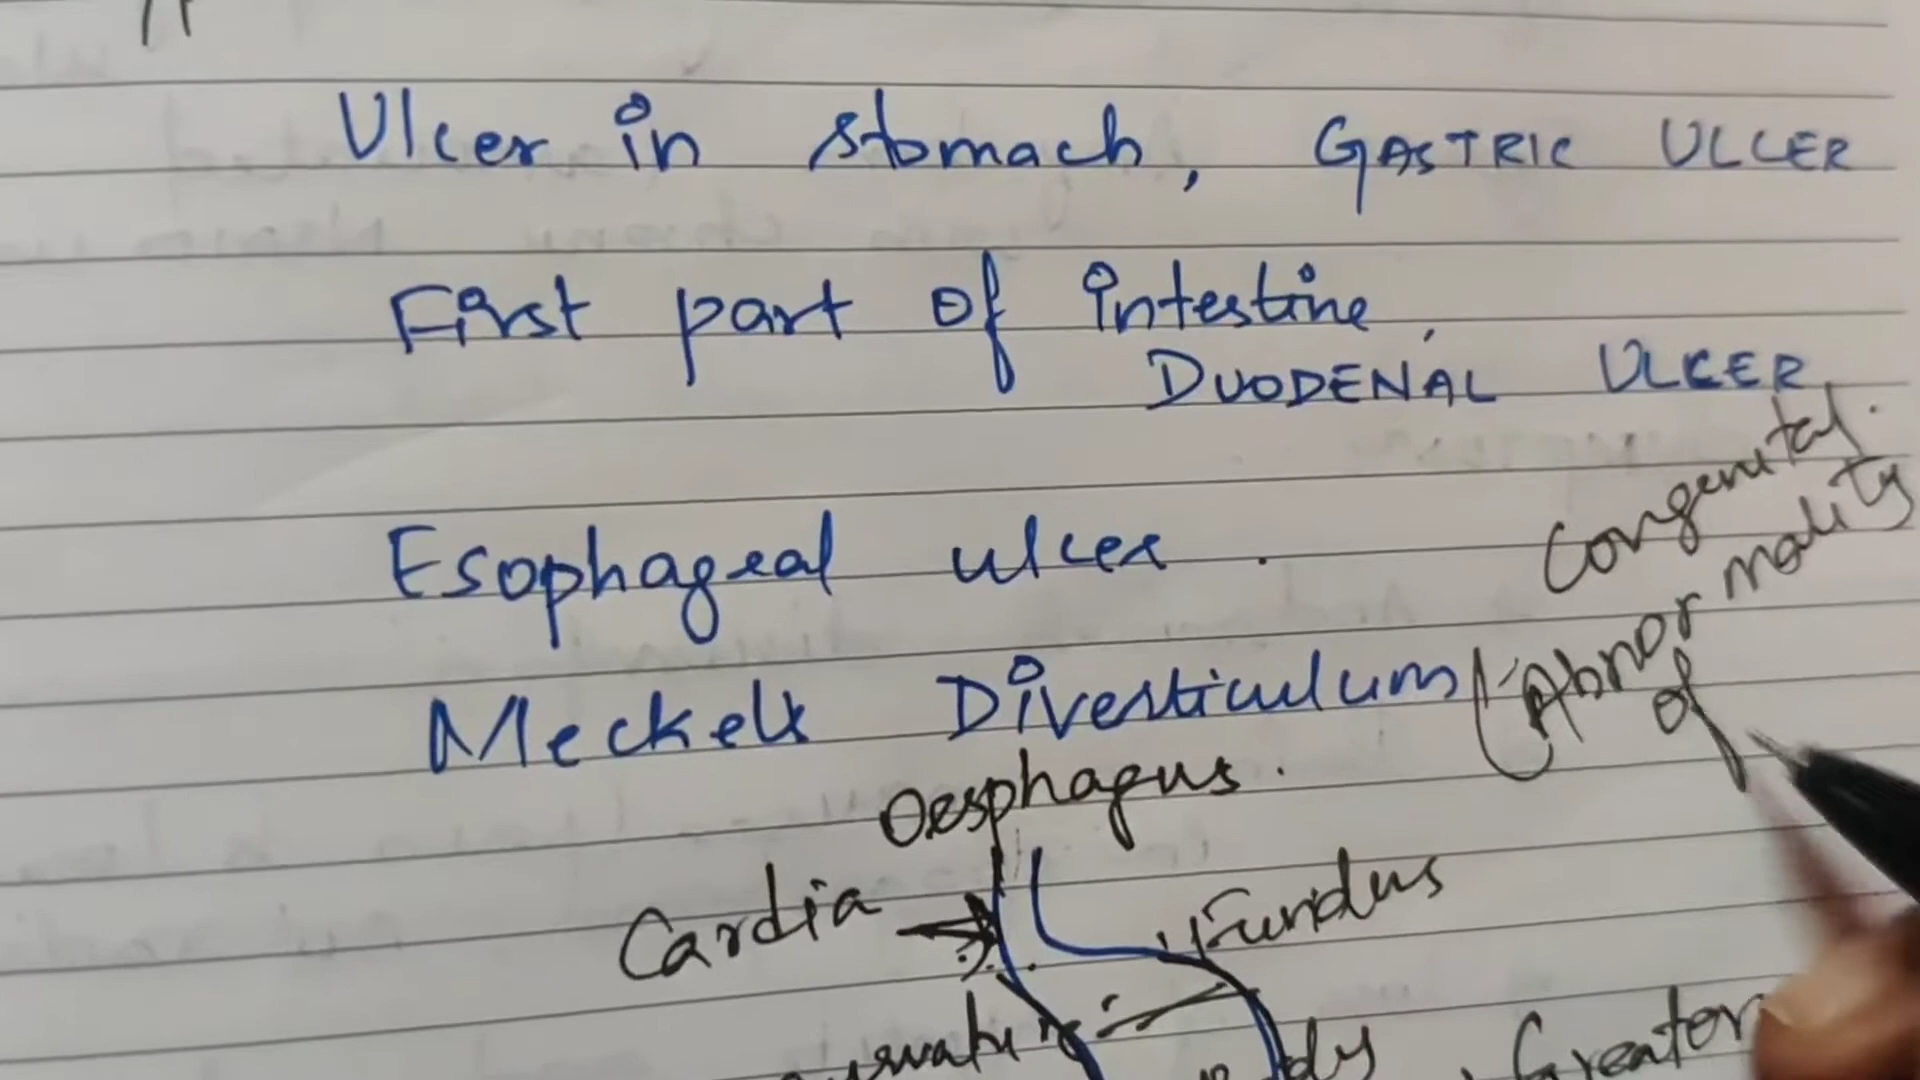 Ulcer in stomach, GASTRIC ULCER
First part of intestine,
DUODENAL ULCER
Esophageal ulcer.
Meckels Diverticulum
Congenital
Abnormality
of
Oesphagus.
Cardia
Fundus